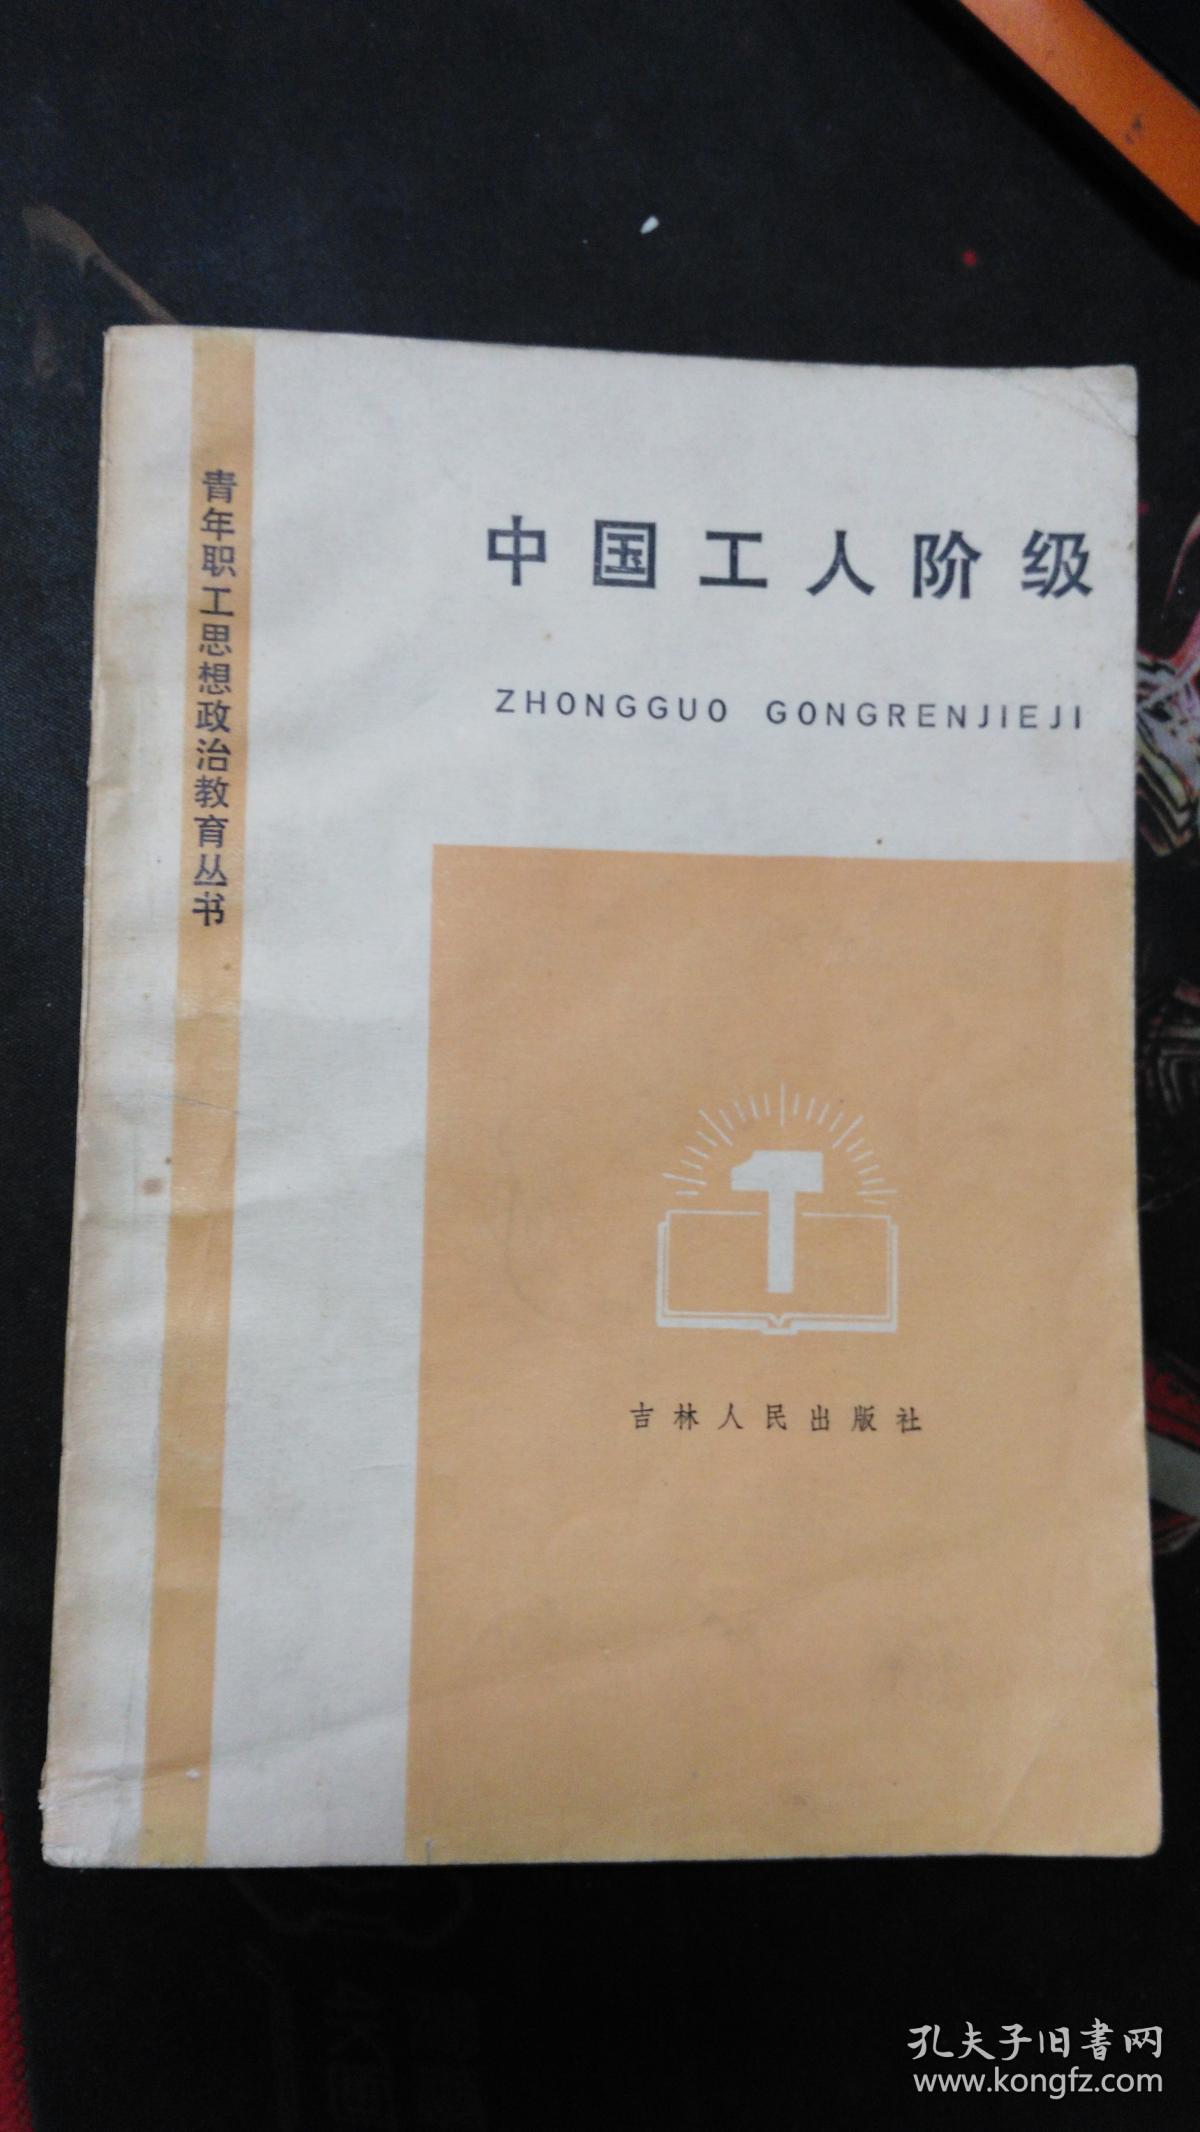 青年职工思想政治教育丛书
中国工人阶级
ZHONGGUO GONGRENJIEJI
吉林人民出版社
孔夫子旧書网
www.kongfz.com